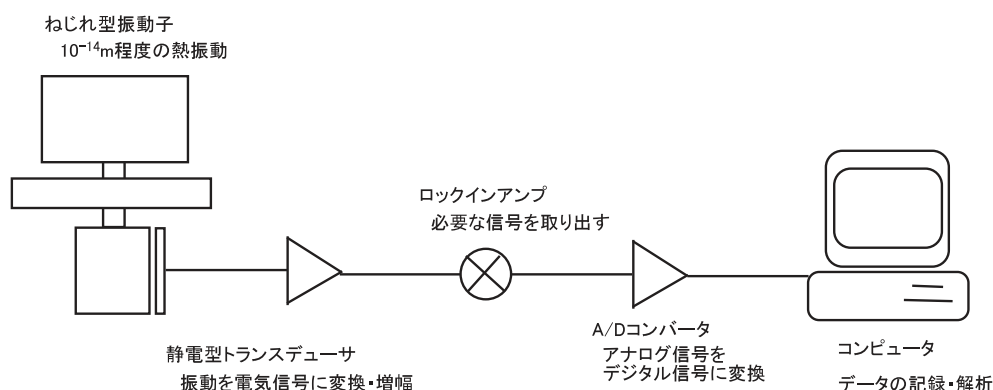 ねじれ型振動子
10⁻¹⁴m程度の熱振動
ロックインアンプ
必要な信号を取り出す
静電型トランスデューサ
振動を電気信号に変換・増幅
A/Dコンバータ
アナログ信号を
デジタル信号に変換
コンピュータ
データの記録・解析